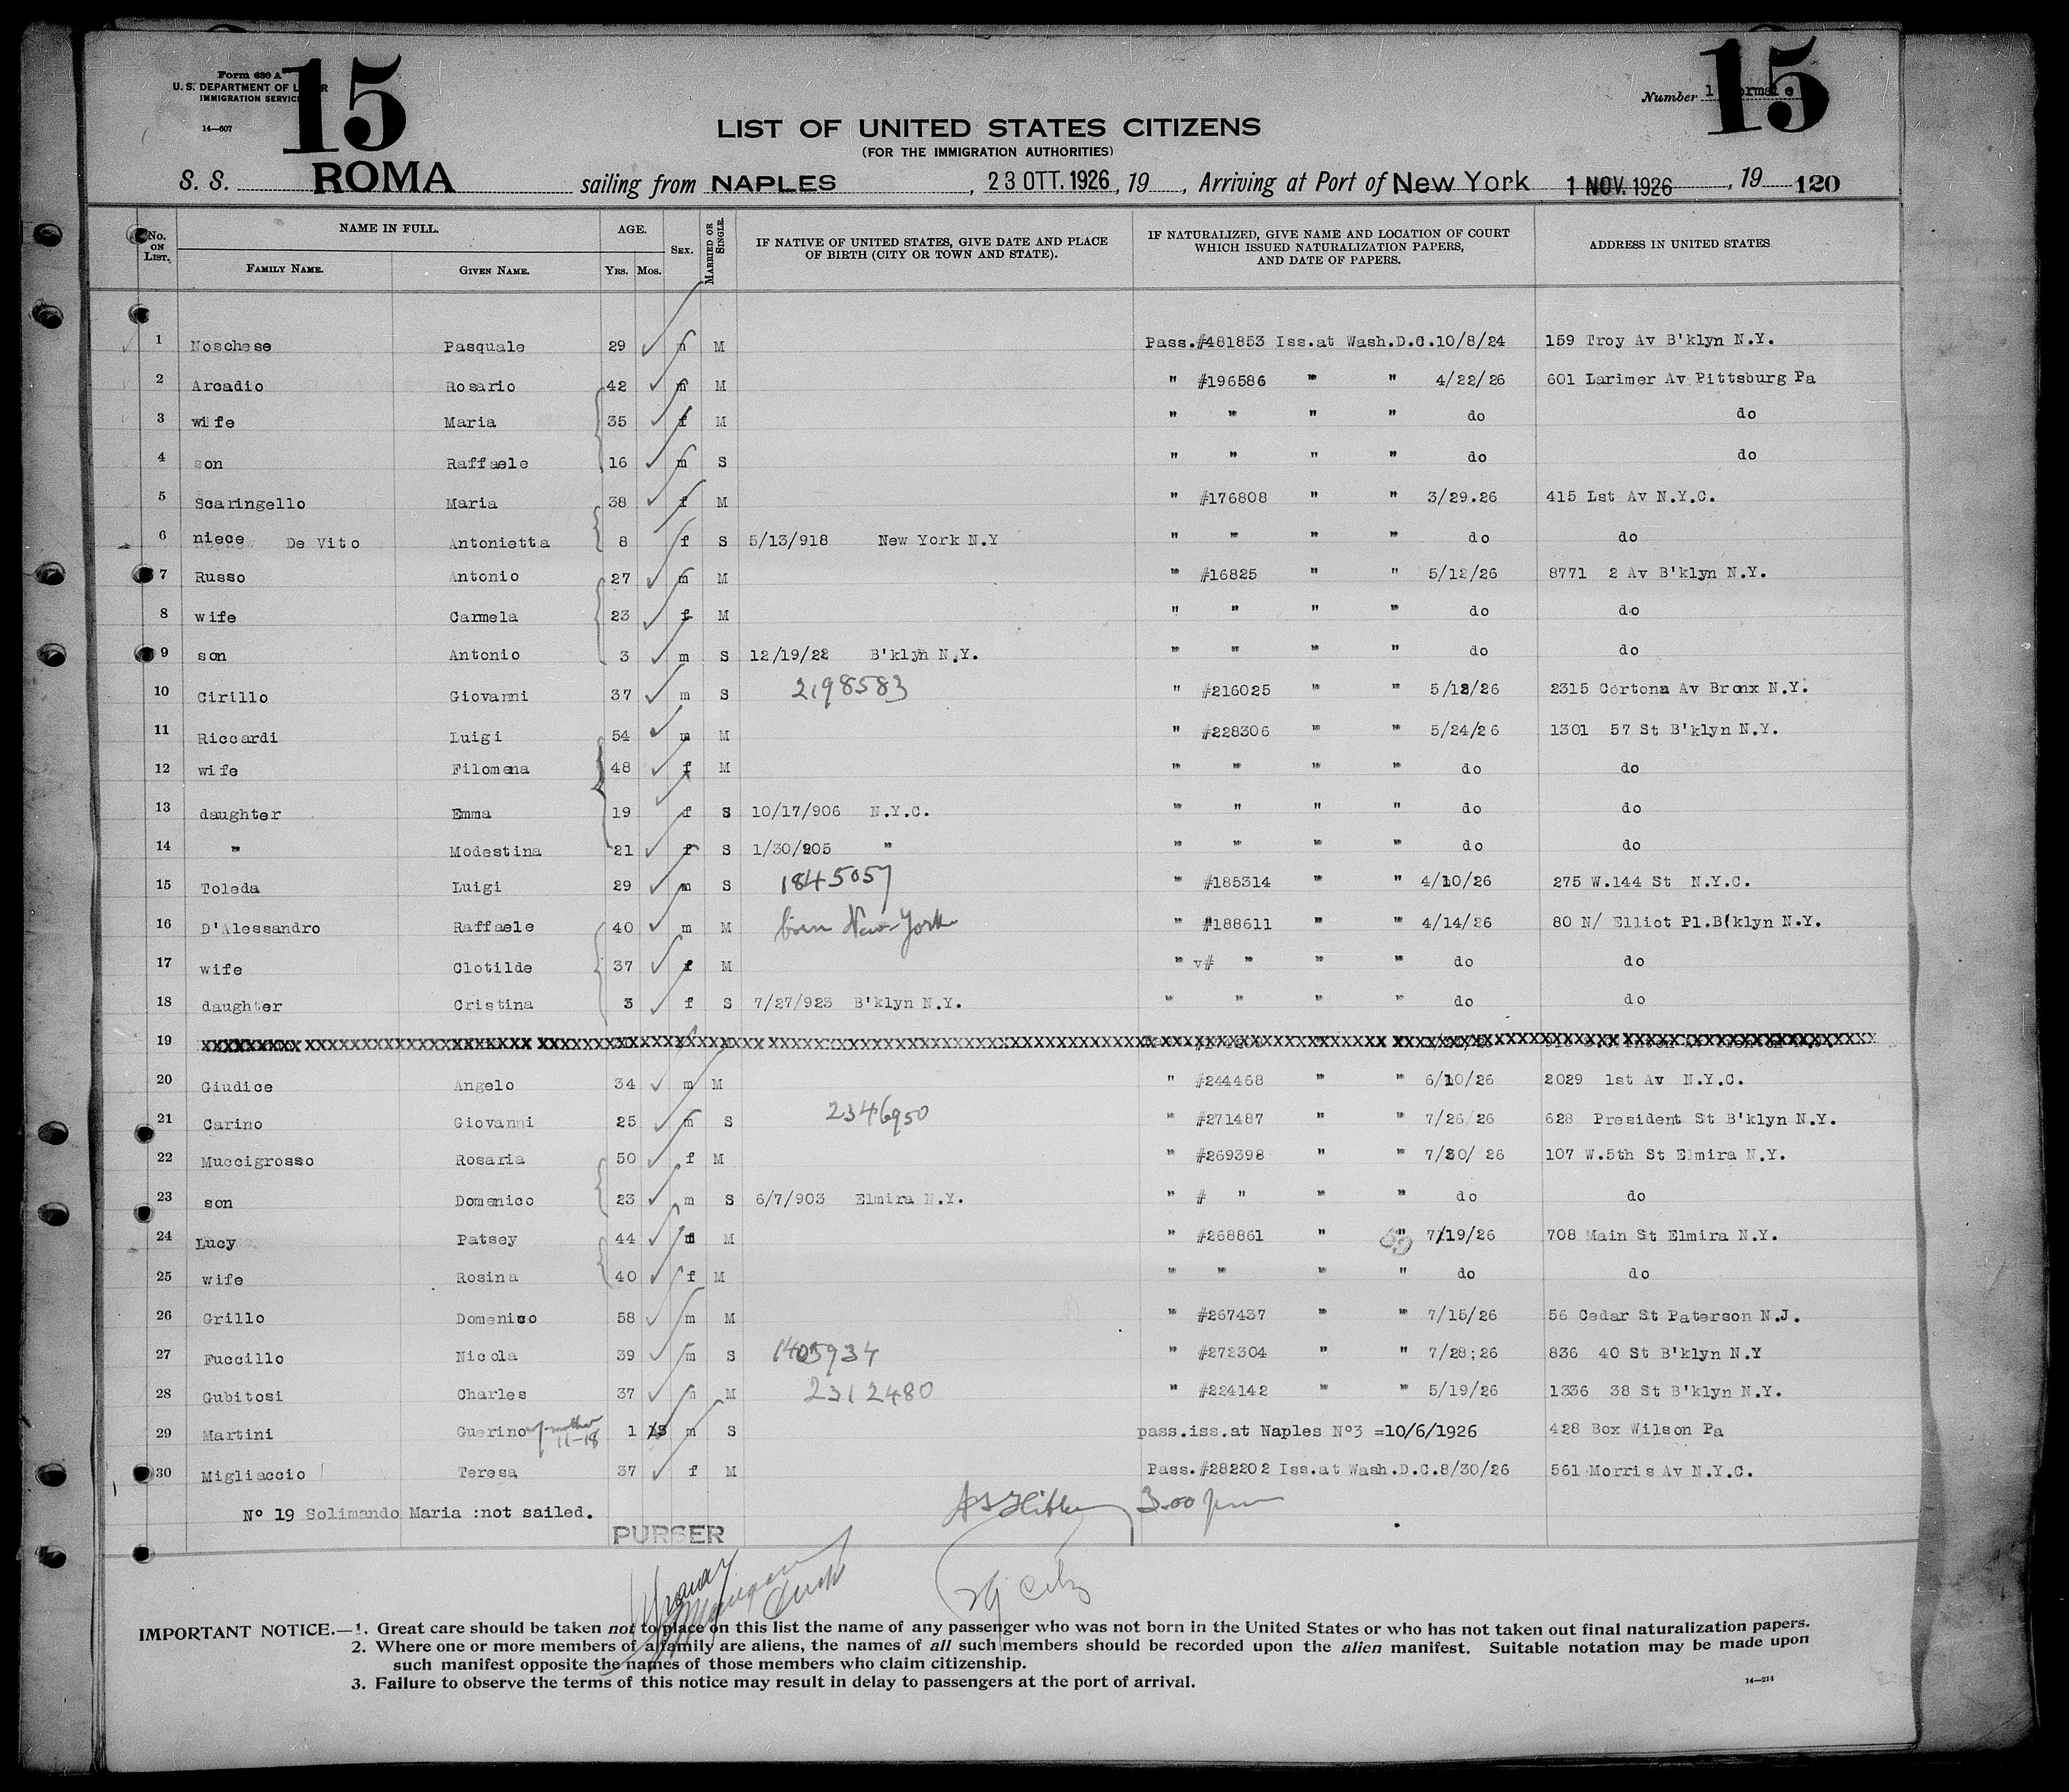 15
15
Form 630 A
U. S. DEPARTMENT OF
IMMIGRATION SERVICE
14—607
Number 1
LIST OF UNITED STATES CITIZENS
(FOR THE IMMIGRATION AUTHORITIES)
S. S. ROMA sailing from NAPLES , 23 OTT. 1926, 19 , Arriving at Port of New York 1 NOV. 1926 , 19 120
No. ON LIST. NAME IN FULL. AGE. SEX. MARRIED OR SINGLE. IF NATIVE OF UNITED STATES, GIVE DATE AND PLACE OF BIRTH (CITY OR TOWN AND STATE). IF NATURALIZED, GIVE NAME AND LOCATION OF COURT WHICH ISSUED NATURALIZATION PAPERS, AND DATE OF PAPERS. ADDRESS IN UNITED STATES
FAMILY NAME. GIVEN NAME. YRS. MOS.
1 Noschese Pasquale 29 m M Pass.#481853 Iss.at Wash.D.C.10/8/24 159 Troy Av B'klyn N.Y.
2 Arcadio Rosario 42 m M " #196586 " " 4/22/26 601 Larimer Av Pittsburg Pa
3 wife Maria 35 f M " " " " do do
4 son Raffaele 16 m S " " " " do do
5 Scaringello Maria 38 f M " #176808 " " 3/29.26 415 Lst Av N.Y.C.
6 niece De Vito Antonietta 8 f S 5/13/918 New York N.Y " " " " do do
7 Russo Antonio 27 m M " #16825 " " 5/12/26 8771 2 Av B'klyn N.Y.
8 wife Carmela 23 f M " " " " do do
9 son Antonio 3 m S 12/19/22 B'klyn N.Y. " " " " do do
10 Cirillo Giovanni 37 m S 2198583 " #216025 " " 5/12/26 2315 Cortona Av Bronx N.Y.
11 Riccardi Luigi 54 m M " #228306 " " 5/24/26 1301 57 St B'klyn N.Y.
12 wife Filomena 48 f M " " " " do do
13 daughter Emma 19 f S 10/17/906 N.Y.C. " " " " do do
14 " Modestina 21 f S 1/30/905 " " " " " do do
15 Toleda Luigi 29 m S 1845057 " #185314 " " 4/10/26 275 W.144 St N.Y.C.
16 D'Alessandro Raffaele 40 m M born New York " #188611 " " 4/14/26 80 N/ Elliot Pl.B(klyn N.Y.
17 wife Clotilde 37 f M " v# " " " do do
18 daughter Cristina 3 f S 7/27/923 B'klyn N.Y. " " " " do do
19
20 Giudice Angelo 34 m M " #244468 " " 6/10/26 2029 1st Av N.Y.C.
21 Carino Giovanni 25 m S 2346950 " #271487 " " 7/26/26 628 President St B'klyn N.Y.
22 Muccigrosso Rosaria 50 f M " #269398 " " 7/20/ 26 107 W.5th St Elmira N.Y.
23 son Domenico 23 m S 6/7/903 Elmira N.Y. " # " " " do do
24 Lucy Patsey 44 m M " #268861 " " 7/19/26 708 Main St Elmira N.Y.
25 wife Rosina 40 f M " " " " do do
26 Grillo Domenico 58 m M " #267437 " " 7/15/26 56 Cedar St Paterson N.J.
27 Fuccillo Nicola 39 m S 1405934 " #272304 " " 7/28;26 836 40 St B'klyn N.Y
28 Gubitosi Charles 37 m M 2312480 " #224142 " " 5/19/26 1336 38 St B'klyn N.Y.
29 Martini Guerino mother 11-18 1 m S pass.iss.at Naples N°3 =10/6/1926 428 Box Wilson Pa
30 Migliaccio Teresa 37 f M Pass.#282202 Iss.at Wash.D.C.8/30/26 561 Morris Av N.Y.C.
N° 19 Solimando Maria :not sailed.
3.00 pm
PURSER
IMPORTANT NOTICE.—1. Great care should be taken not to place on this list the name of any passenger who was not born in the United States or who has not taken out final naturalization papers.
2. Where one or more members of a family are aliens, the names of all such members should be recorded upon the alien manifest. Suitable notation may be made upon
such manifest opposite the names of those members who claim citizenship.
3. Failure to observe the terms of this notice may result in delay to passengers at the port of arrival.
14—214